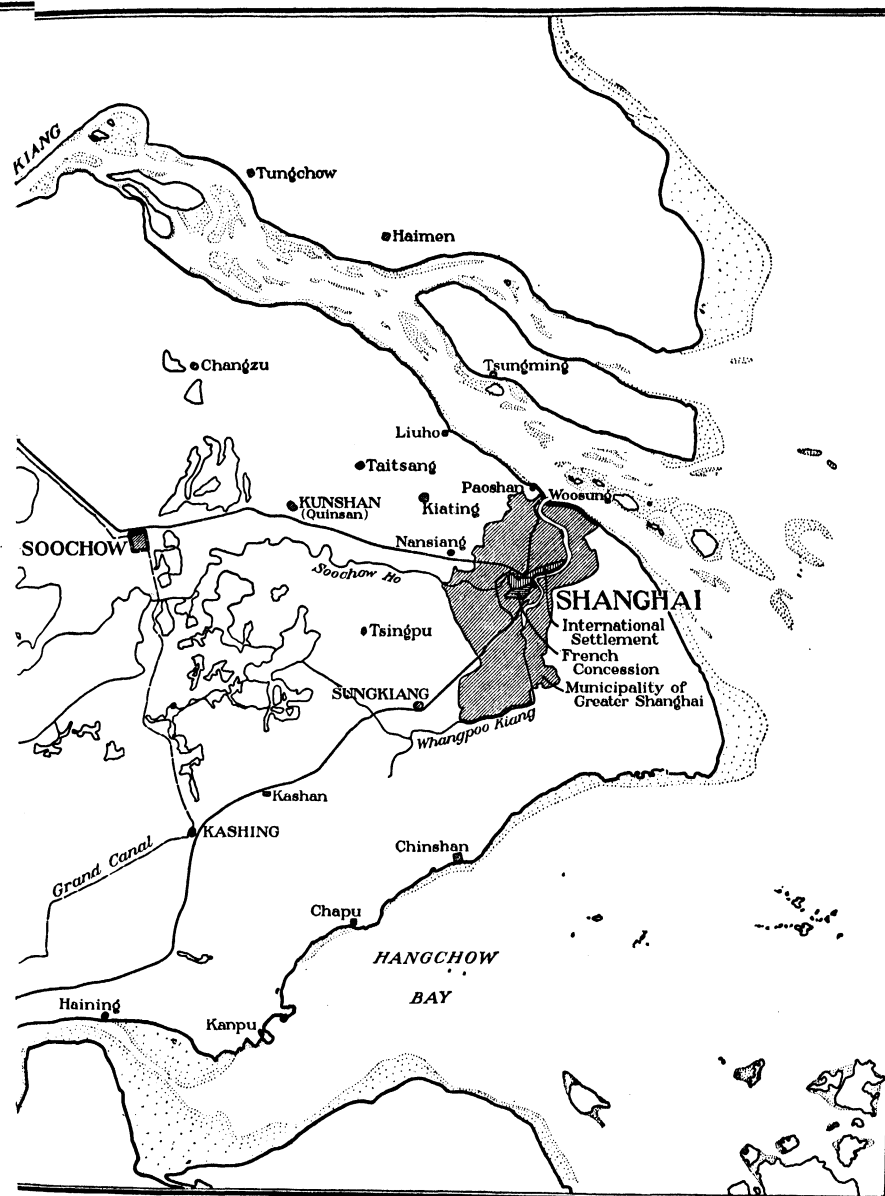 KIANG
Tungchow
Haimen
Changzu
Tsungming
Liuho
Taitsang
Paoshan
Woosung
KUNSHAN
(Quinsan)
Kiating
Nansiang
SOOCHOW
Soochow Ho
SHANGHAI
International
Settlement
French
Concession
Municipality of
Greater Shanghai
Tsingpu
SUNGKIANG
Whangpoo Kiang
Kashan
KASHING
Grand Canal
Chinshan
Chapu
HANGCHOW
BAY
Haining
Kanpu